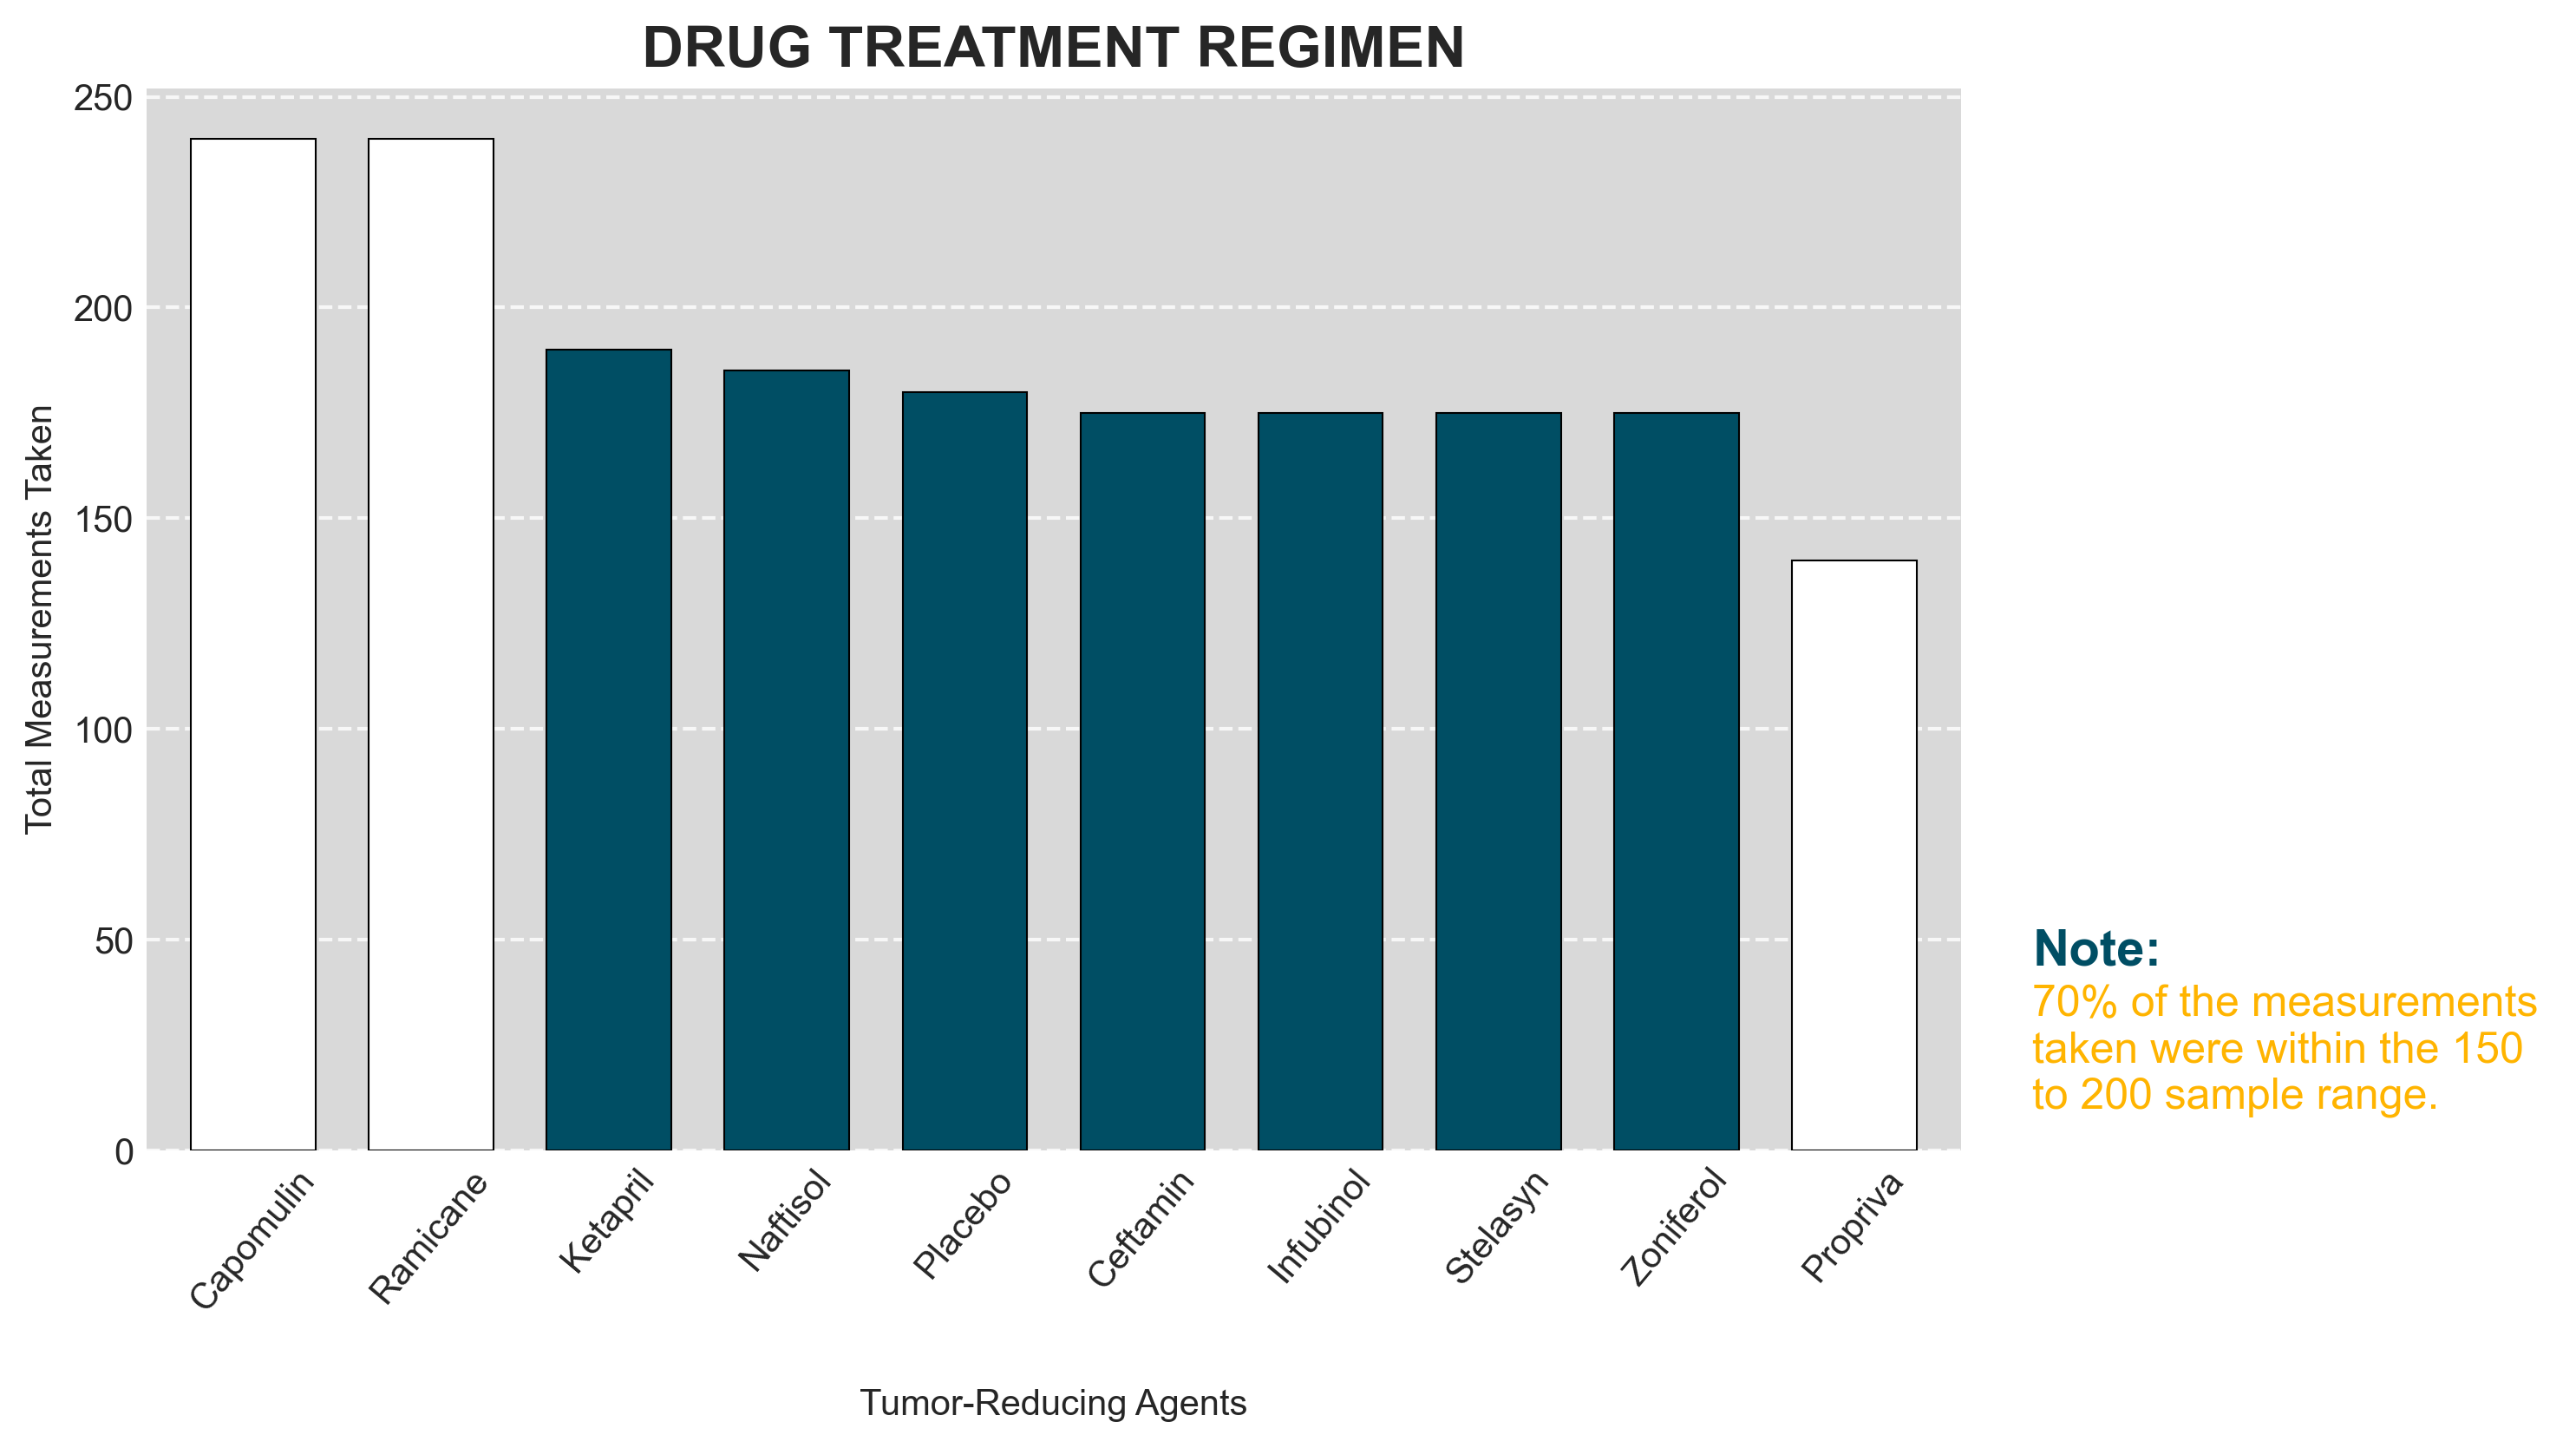 DRUG TREATMENT REGIMEN
250
200
150
100
50
0
Total Measurements Taken
Capomulin
Ramicane
Ketapril
Naftisol
Placebo
Ceftamin
Infubinol
Stelasyn
Zoniferol
Propriva
Tumor-Reducing Agents
Note:
70% of the measurements
taken were within the 150
to 200 sample range.